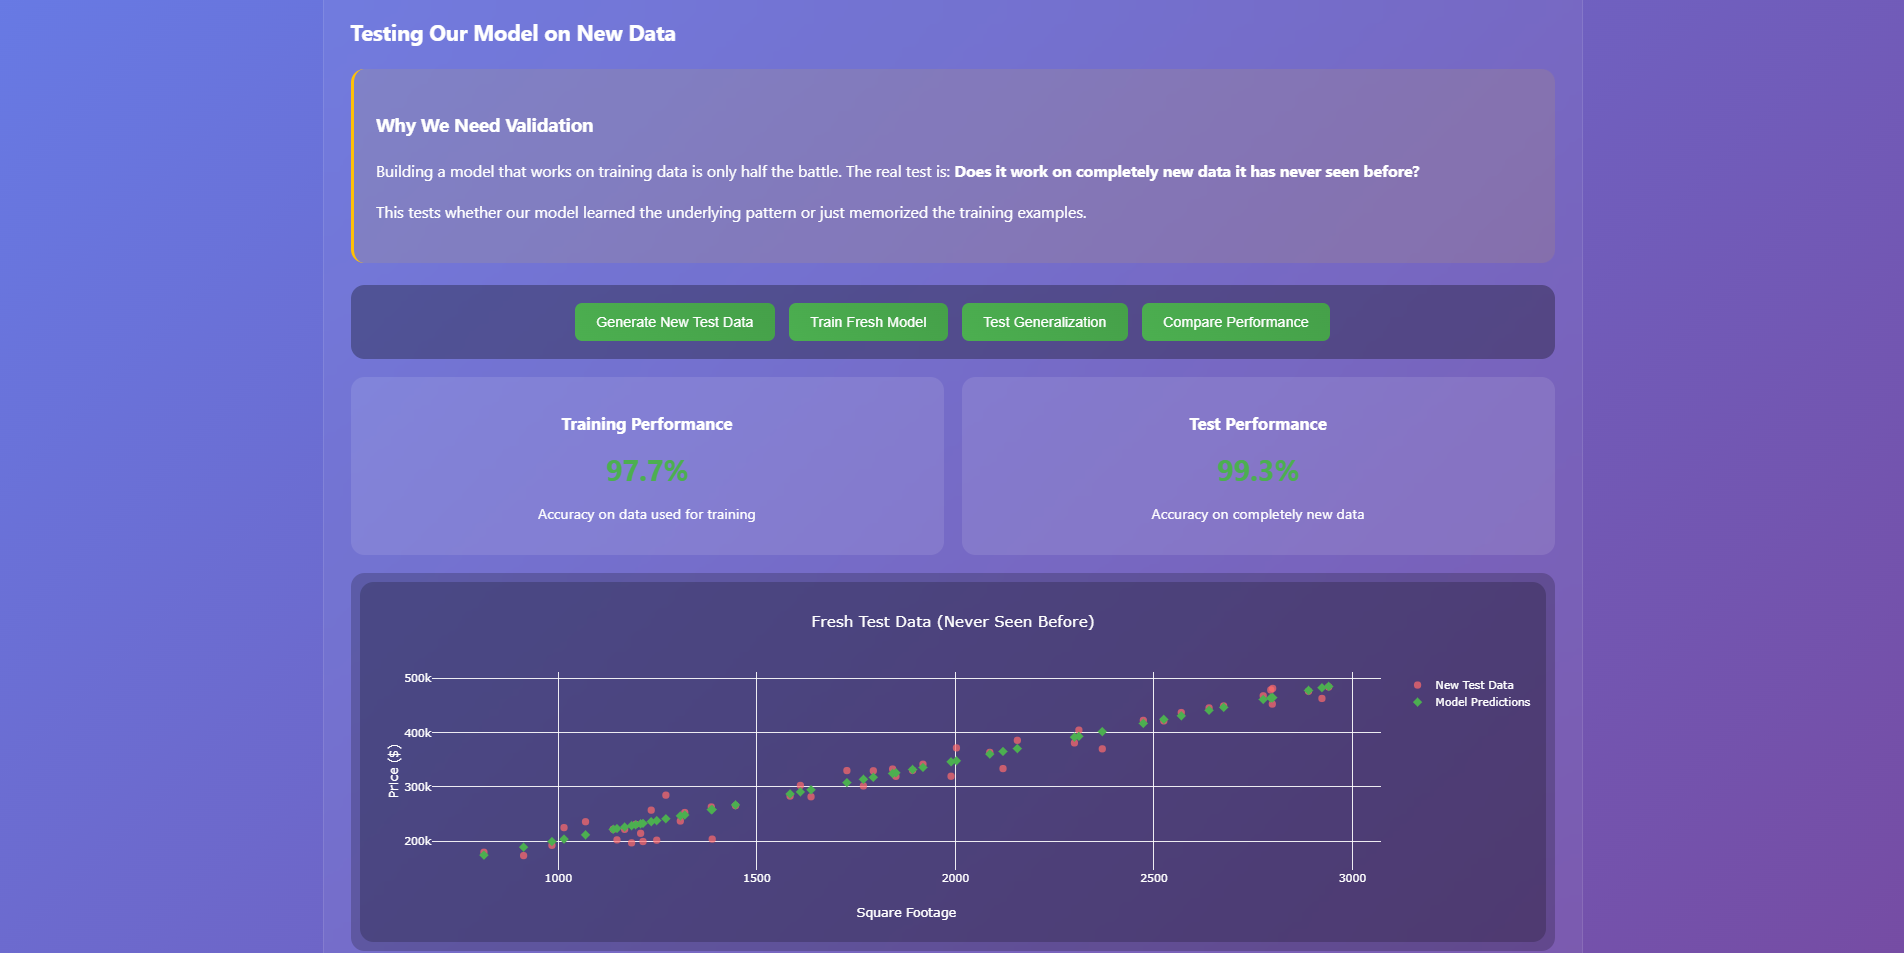 Testing Our Model on New Data
Why We Need Validation
Building a model that works on training data is only half the battle. The real test is: Does it work on completely new data it has never seen before?
This tests whether our model learned the underlying pattern or just memorized the training examples.
Generate New Test Data
Train Fresh Model
Test Generalization
Compare Performance
Training Performance
97.7%
Accuracy on data used for training
Test Performance
99.3%
Accuracy on completely new data
Fresh Test Data (Never Seen Before)
500k
400k
300k
200k
Price ($)
1000
1500
2000
2500
3000
Square Footage
New Test Data
Model Predictions